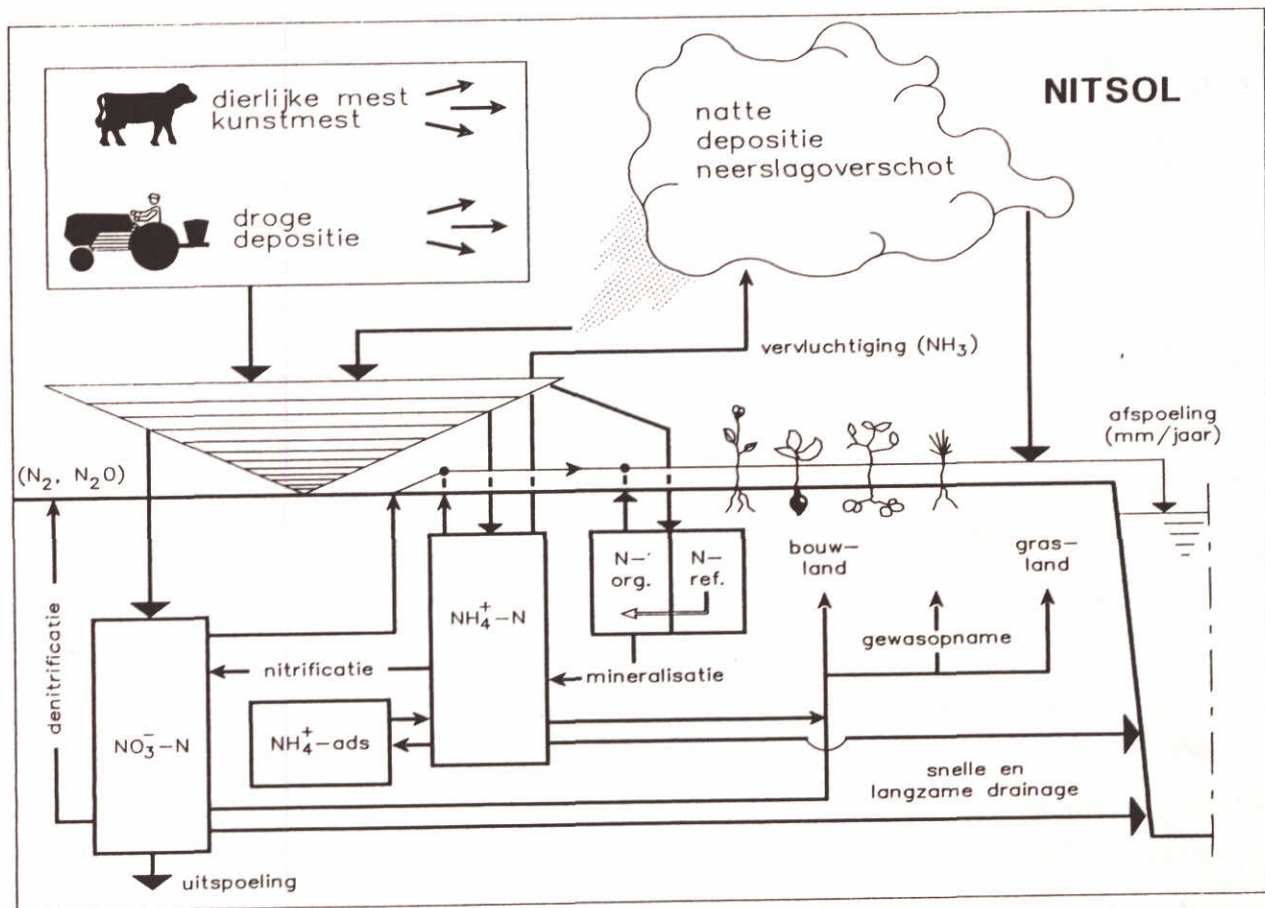 NITSOL
dierlijke mest
kunstmest
droge
depositie
natte
depositie
neerslagoverschot
vervluchtiging (NH₃)
afspoeling
(mm/jaar)
(N₂, N₂O)
denitrificatie
NO₃⁻-N
nitrificatie
NH₄⁺-ads
NH₄⁺-N
N-
org.
N-
ref.
mineralisatie
bouw-
land
gras-
land
gewasopname
snelle en
langzame drainage
uitspoeling